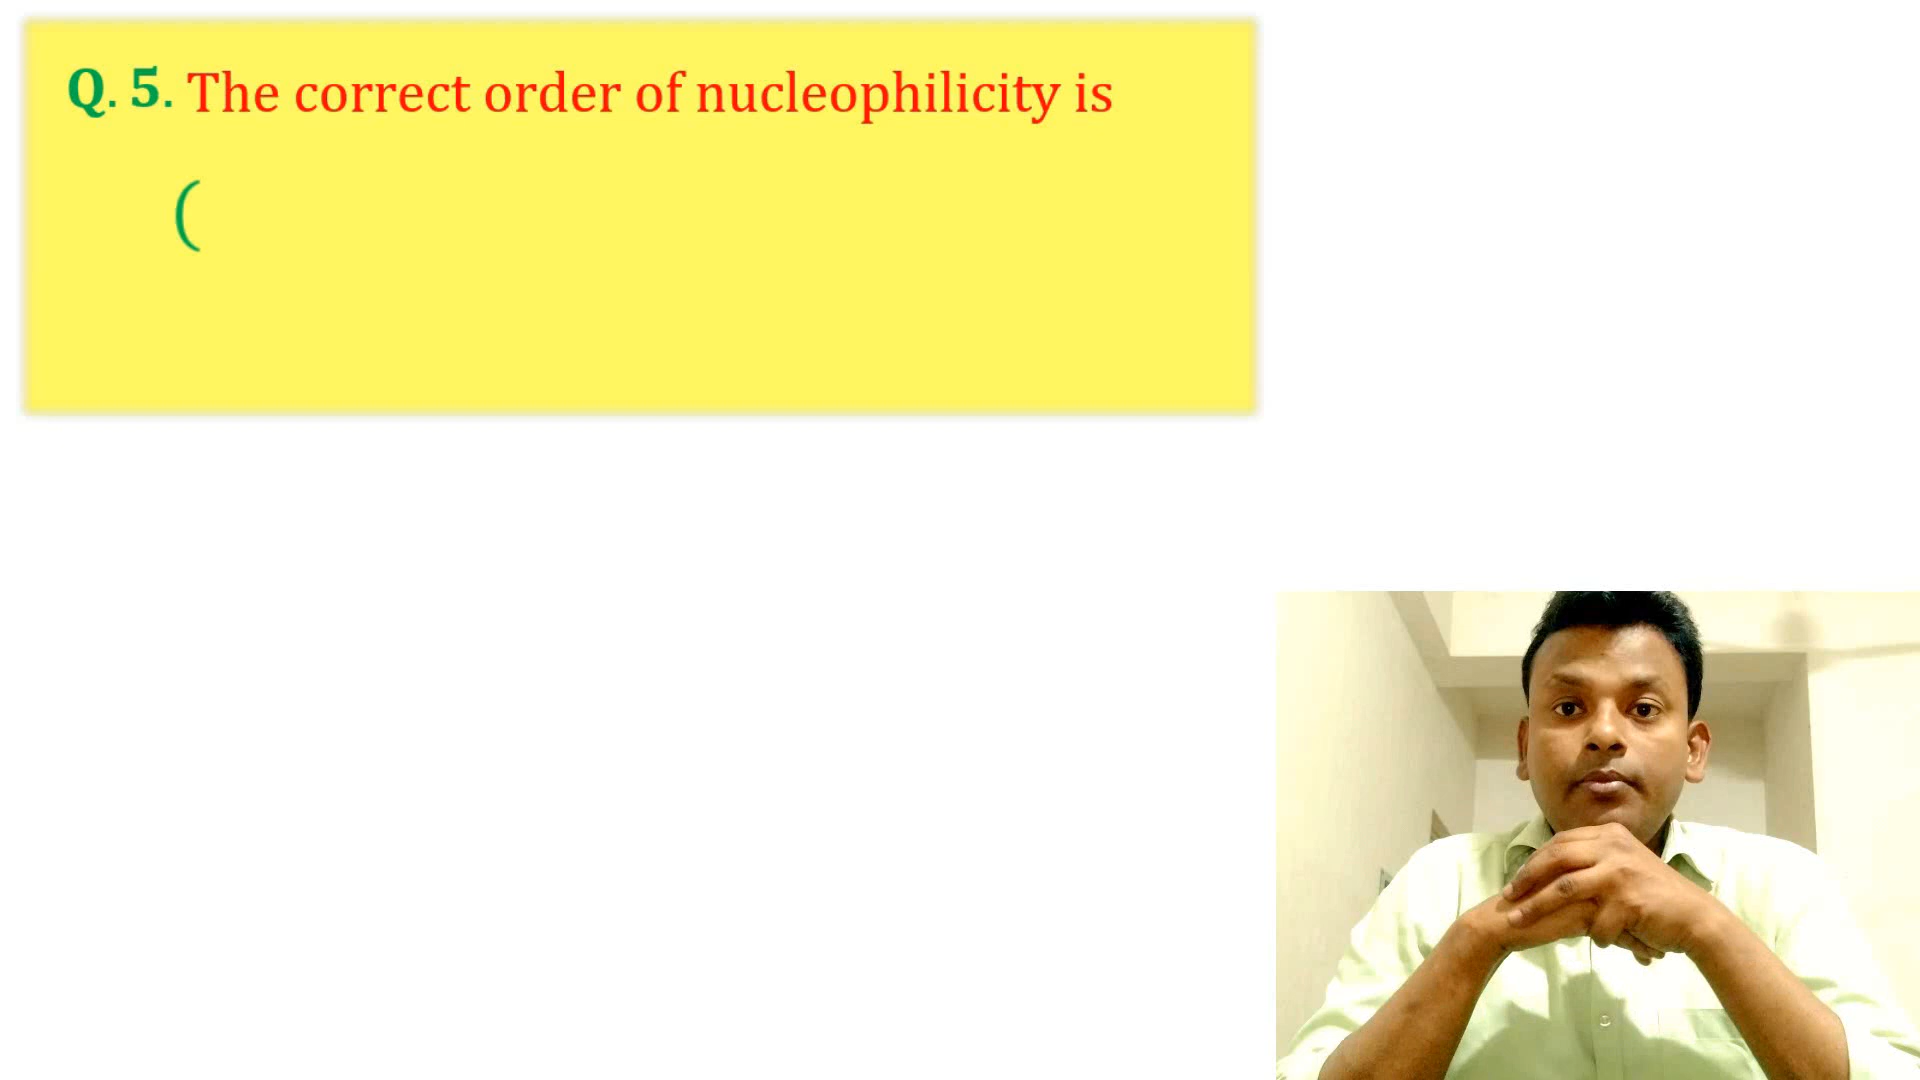 Q. 5. The correct order of nucleophilicity is
(